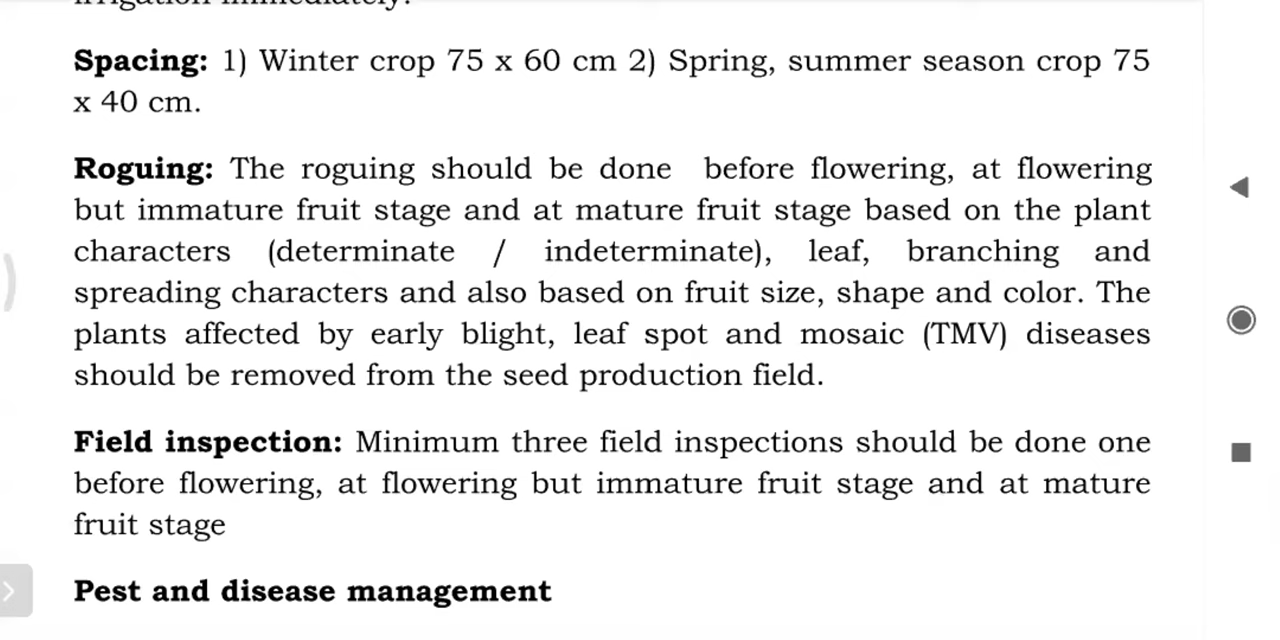 irrigation immediately.
Spacing: 1) Winter crop 75 x 60 cm 2) Spring, summer season crop 75
x 40 cm.
Roguing: The roguing should be done before flowering, at flowering
but immature fruit stage and at mature fruit stage based on the plant
characters (determinate / indeterminate), leaf, branching and
spreading characters and also based on fruit size, shape and color. The
plants affected by early blight, leaf spot and mosaic (TMV) diseases
should be removed from the seed production field.
Field inspection: Minimum three field inspections should be done one
before flowering, at flowering but immature fruit stage and at mature
fruit stage
Pest and disease management